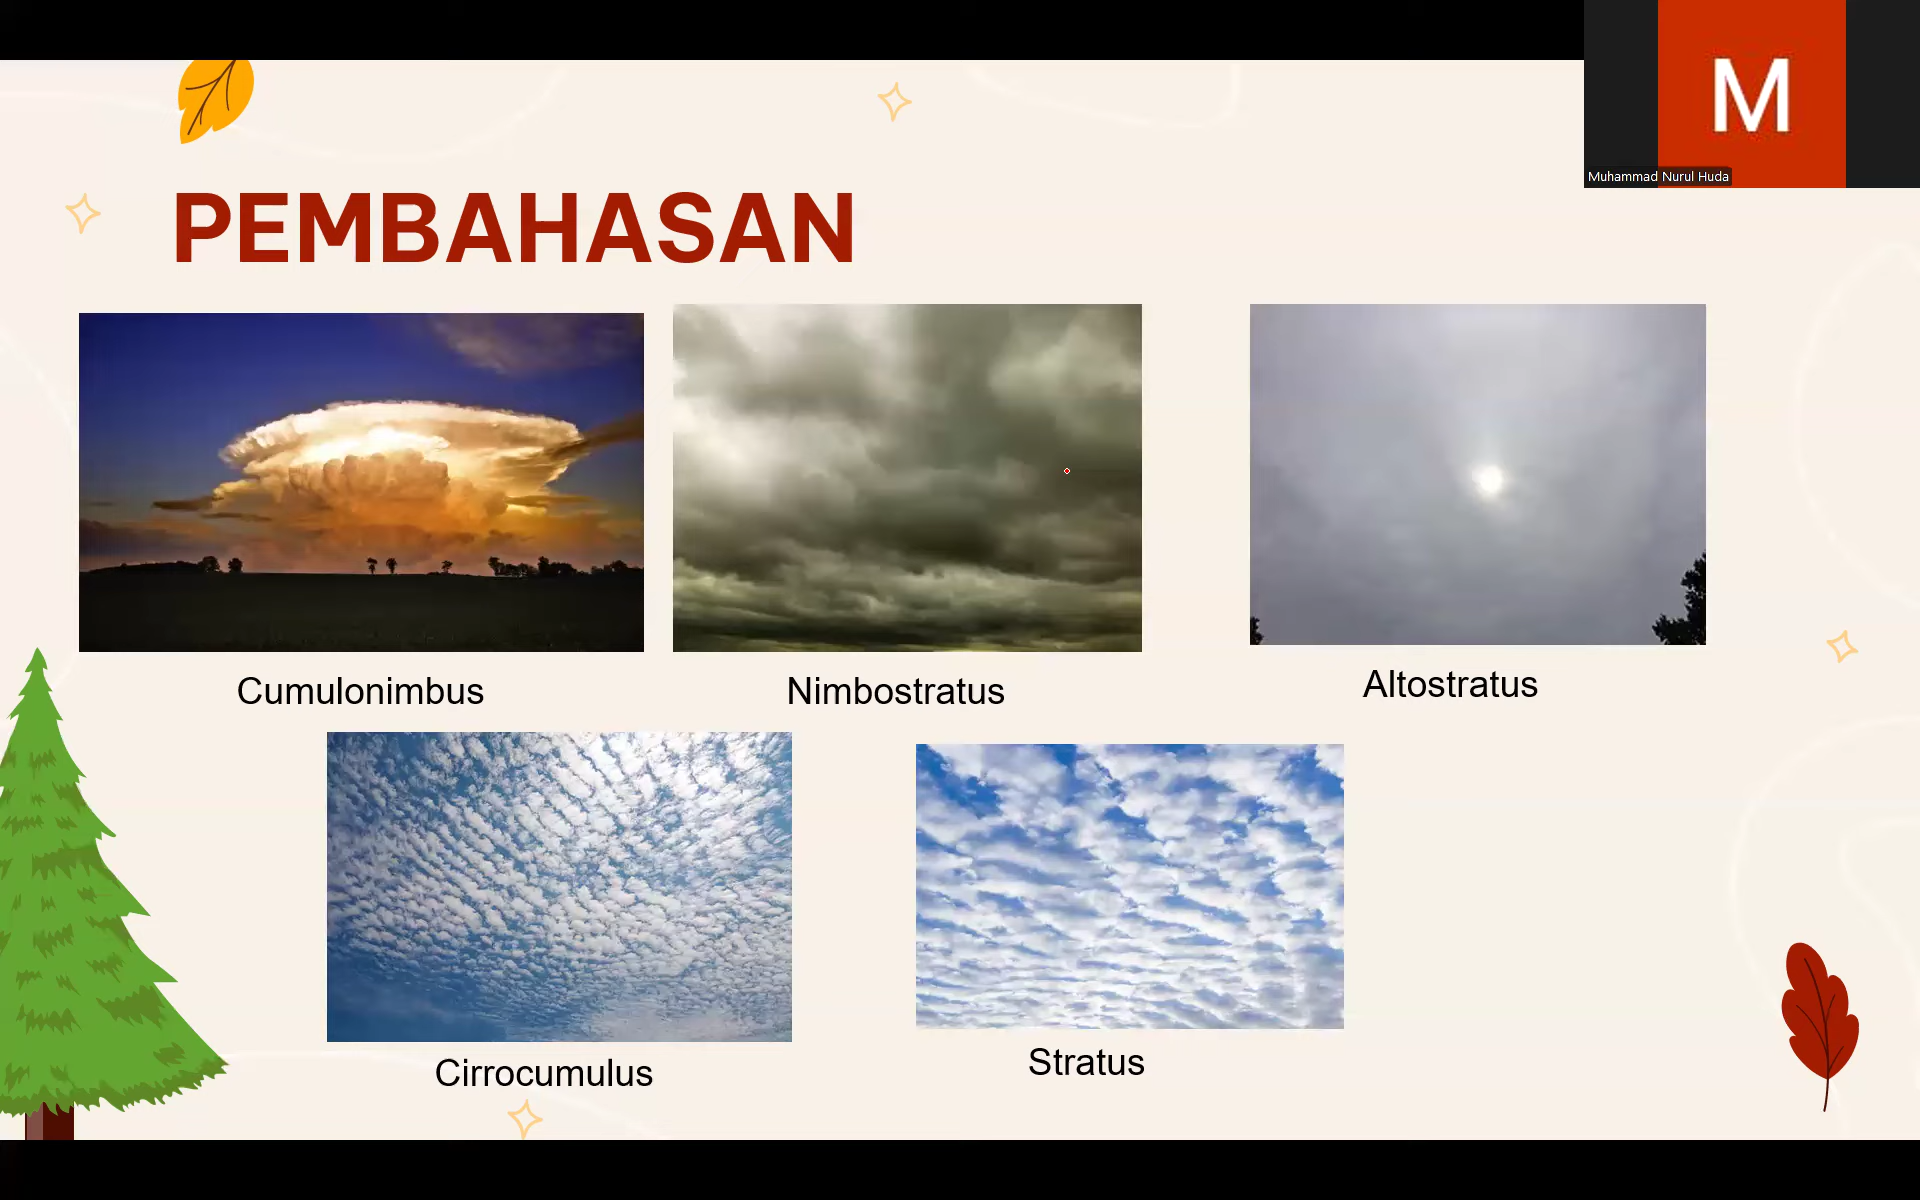 M
Muhammad Nurul Huda
PEMBAHASAN
Cumulonimbus
Nimbostratus
Altostratus
Cirrocumulus
Stratus